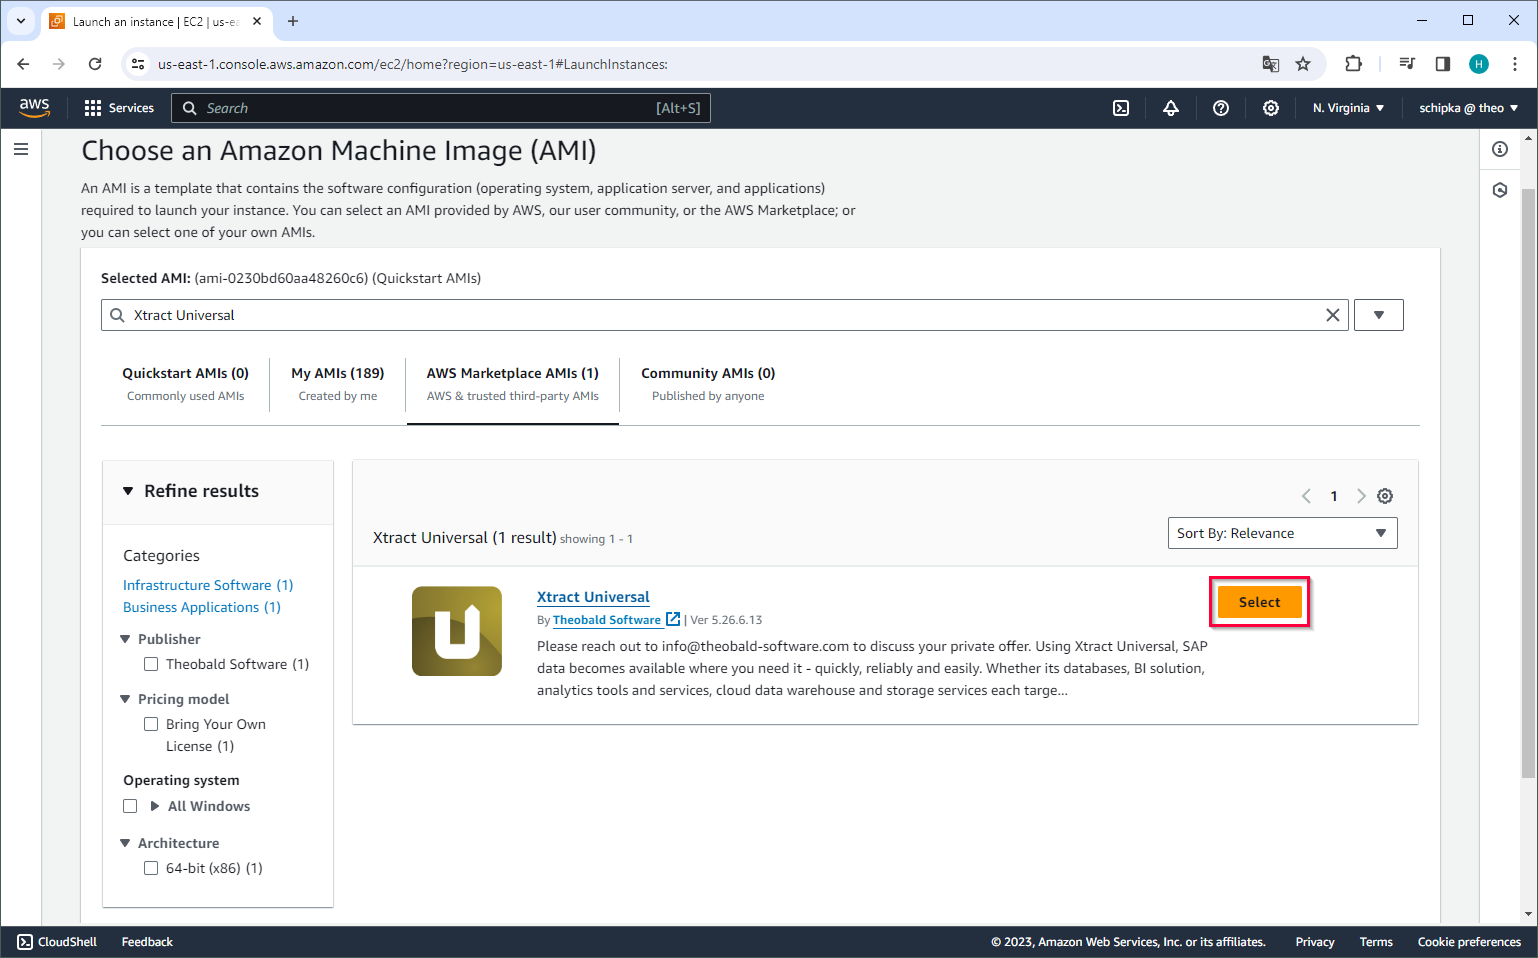 Launch an instance | EC2 | us-ea
us-east-1.console.aws.amazon.com/ec2/home?region=us-east-1#LaunchInstances:
H
aws
Services
Search
[Alt+S]
N. Virginia
schipka @ theo
Choose an Amazon Machine Image (AMI)
An AMI is a template that contains the software configuration (operating system, application server, and applications)
required to launch your instance. You can select an AMI provided by AWS, our user community, or the AWS Marketplace; or
you can select one of your own AMIs.
Selected AMI: (ami-0230bd60aa48260c6) (Quickstart AMIs)
Xtract Universal
Quickstart AMIs (0)
Commonly used AMIs
My AMIs (189)
Created by me
AWS Marketplace AMIs (1)
AWS & trusted third-party AMIs
Community AMIs (0)
Published by anyone
Refine results
Categories
Infrastructure Software (1)
Business Applications (1)
Publisher
Theobald Software (1)
Pricing model
Bring Your Own
License (1)
Operating system
All Windows
Architecture
64-bit (x86) (1)
1
Xtract Universal (1 result) showing 1 - 1
Sort By: Relevance
Xtract Universal
By Theobald Software | Ver 5.26.6.13
Please reach out to info@theobald-software.com to discuss your private offer. Using Xtract Universal, SAP
data becomes available where you need it - quickly, reliably and easily. Whether its databases, BI solution,
analytics tools and services, cloud data warehouse and storage services each targe...
Select
CloudShell
Feedback
© 2023, Amazon Web Services, Inc. or its affiliates.
Privacy
Terms
Cookie preferences